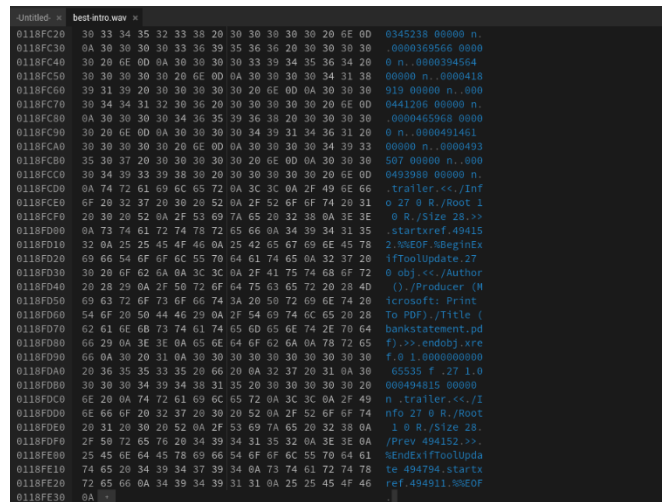 -Untitled- × best-intro.wav ×
0118FC20 30 33 34 35 32 33 38 20 30 30 30 30 30 20 6E 0D 0345238 00000 n.
0118FC30 0A 30 30 30 30 33 36 39 35 36 36 20 30 30 30 30 .0000369566 0000
0118FC40 30 20 6E 0D 0A 30 30 30 30 33 39 34 35 36 34 20 0 n..0000394564
0118FC50 30 30 30 30 30 20 6E 0D 0A 30 30 30 30 34 31 38 00000 n..0000418
0118FC60 39 31 39 20 30 30 30 30 30 20 6E 0D 0A 30 30 30 919 00000 n..000
0118FC70 30 34 34 31 32 30 36 20 30 30 30 30 30 20 6E 0D 0441206 00000 n.
0118FC80 0A 30 30 30 30 34 36 35 39 36 38 20 30 30 30 30 .0000465968 0000
0118FC90 30 20 6E 0D 0A 30 30 30 30 34 39 31 34 36 31 20 0 n..0000491461
0118FCA0 30 30 30 30 30 20 6E 0D 0A 30 30 30 30 34 39 33 00000 n..0000493
0118FCB0 35 30 37 20 30 30 30 30 30 20 6E 0D 0A 30 30 30 507 00000 n..000
0118FCC0 30 34 39 33 39 38 30 20 30 30 30 30 30 20 6E 0D 0493980 00000 n.
0118FCD0 0A 74 72 61 69 6C 65 72 0A 3C 3C 0A 2F 49 6E 66 .trailer.<<./Inf
0118FCE0 6F 20 32 37 20 30 20 52 0A 2F 52 6F 6F 74 20 31 o 27 0 R./Root 1
0118FCF0 20 30 20 52 0A 2F 53 69 7A 65 20 32 38 0A 3E 3E 0 R./Size 28.>>
0118FD00 0A 73 74 61 72 74 78 72 65 66 0A 34 39 34 31 35 .startxref.49415
0118FD10 32 0A 25 25 45 4F 46 0A 25 42 65 67 69 6E 45 78 2.%%EOF.%BeginEx
0118FD20 69 66 54 6F 6F 6C 55 70 64 61 74 65 0A 32 37 20 ifToolUpdate.27
0118FD30 30 20 6F 62 6A 0A 3C 3C 0A 2F 41 75 74 68 6F 72 0 obj.<<./Author
0118FD40 20 28 29 0A 2F 50 72 6F 64 75 63 65 72 20 28 4D ()./Producer (M
0118FD50 69 63 72 6F 73 6F 66 74 3A 20 50 72 69 6E 74 20 icrosoft: Print
0118FD60 54 6F 20 50 44 46 29 0A 2F 54 69 74 6C 65 20 28 To PDF)./Title (
0118FD70 62 61 6E 6B 73 74 61 74 65 6D 65 6E 74 2E 70 64 bankstatement.pd
0118FD80 66 29 0A 3E 3E 0A 65 6E 64 6F 62 6A 0A 78 72 65 f).>>.endobj.xre
0118FD90 66 0A 30 20 31 0A 30 30 30 30 30 30 30 30 30 30 f.0 1.0000000000
0118FDA0 20 36 35 35 33 35 20 66 20 0A 32 37 20 31 0A 30 65535 f .27 1.0
0118FDB0 30 30 30 34 39 34 38 31 35 20 30 30 30 30 30 20 000494815 00000
0118FDC0 6E 20 0A 74 72 61 69 6C 65 72 0A 3C 3C 0A 2F 49 n .trailer.<<./I
0118FDD0 6E 66 6F 20 32 37 20 30 20 52 0A 2F 52 6F 6F 74 nfo 27 0 R./Root
0118FDE0 20 31 20 30 20 52 0A 2F 53 69 7A 65 20 32 38 0A 1 0 R./Size 28.
0118FDF0 2F 50 72 65 76 20 34 39 34 31 35 32 0A 3E 3E 0A /Prev 494152.>>.
0118FE00 25 45 6E 64 45 78 69 66 54 6F 6F 6C 55 70 64 61 %EndExifToolUpda
0118FE10 74 65 20 34 39 34 37 39 34 0A 73 74 61 72 74 78 te 494794.startx
0118FE20 72 65 66 0A 34 39 34 39 31 31 0A 25 25 45 4F 46 ref.494911.%%EOF
0118FE30 0A + .